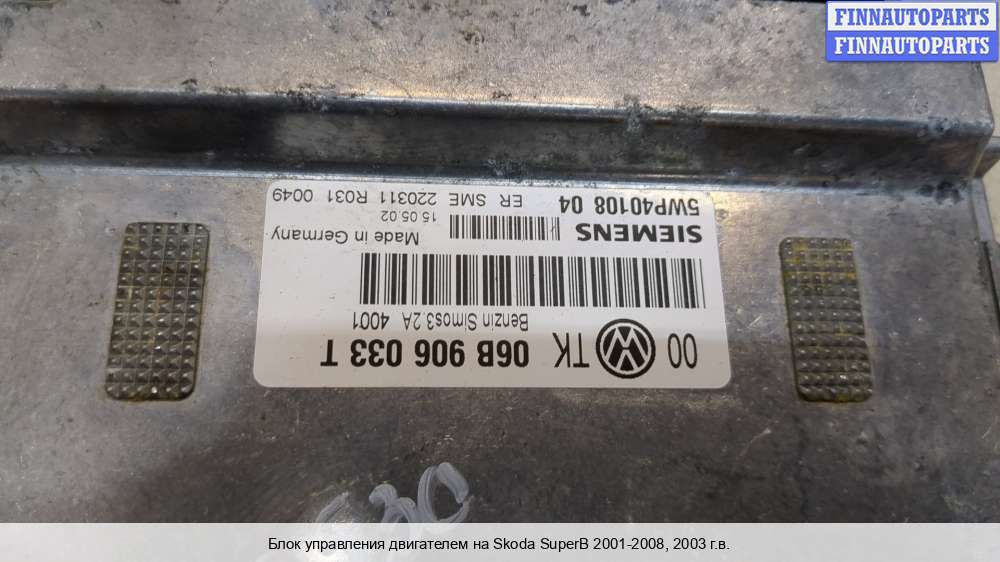 FINNAUTOPARTS
FINNAUTOPARTS
00 TK 06B 906 033 T
Benzin Simos3.2A 4001
SIEMENS
Made in Germany
15.05.02
5WP40108 04
ER SME 220311 R031 0049
Блок управления двигателем на Skoda SuperB 2001-2008, 2003 г.в.